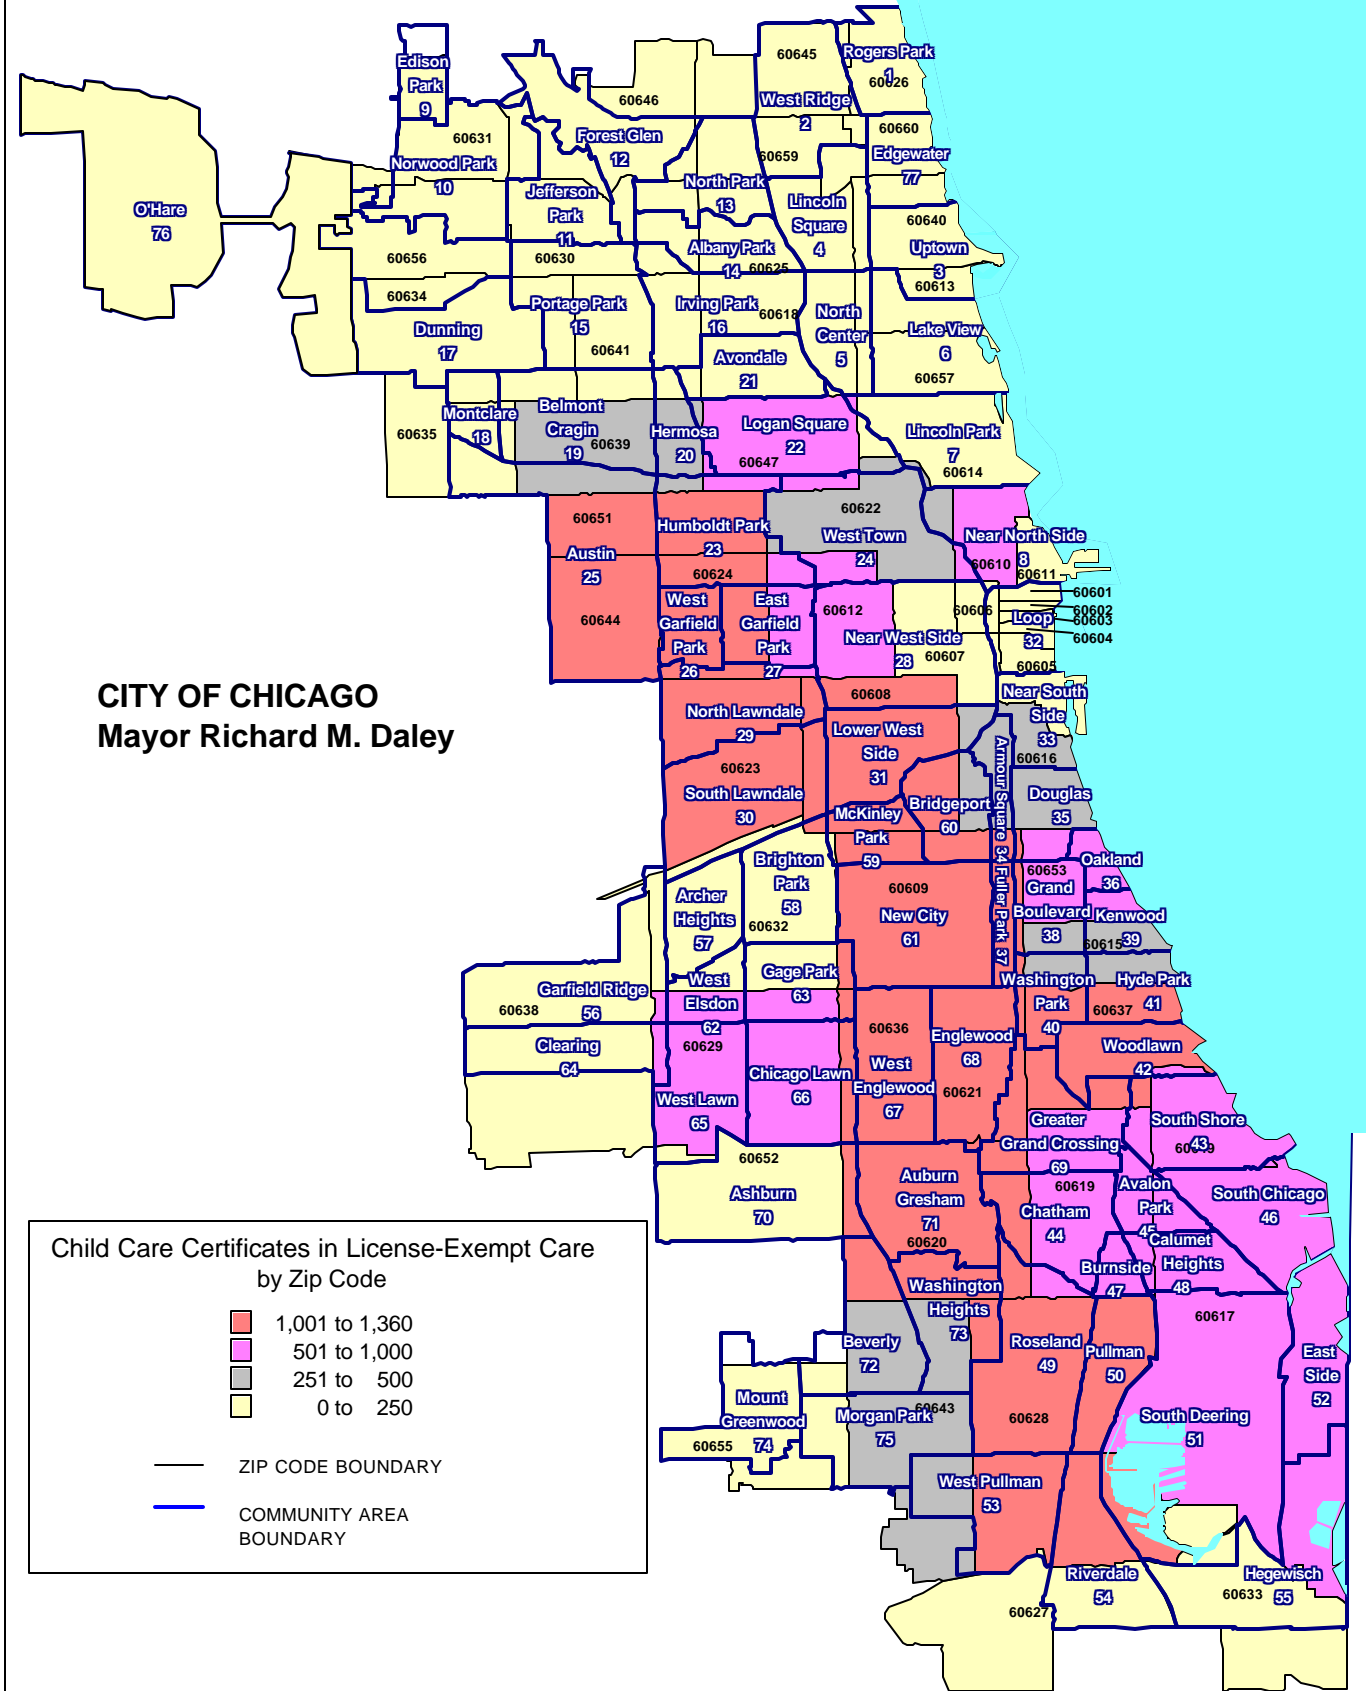 Edison
Park
9
60645
Rogers Park
1
60626
60646
West Ridge
2
60631
Forest Glen
12
60660
60659
Edgewater
77
Norwood Park
10
North Park
13
Jefferson
Park
11
Lincoln
Square
4
O'Hare
76
60640
Uptown
3
60656
60630
Albany Park
14
60625
60613
60634
Portage Park
15
Irving Park
16
60618
North
Center
5
Dunning
17
Lake View
6
60641
Avondale
21
60657
Montclare
18
Belmont
Cragin
19
60639
Hermosa
20
Logan Square
22
60647
60635
Lincoln Park
7
60614
60651
60622
Humboldt Park
23
West Town
24
Near North Side
8
60610
60611
Austin
25
60624
60644
West
Garfield
Park
26
East
Garfield
Park
27
60612
60606
60601
60602
60603
60604
Loop
32
Near West Side
28
60607
60605
CITY OF CHICAGO
Mayor Richard M. Daley
60608
Near South
Side
33
North Lawndale
29
Lower West
Side
31
60623
60616
South Lawndale
30
Armour Square 34
Douglas
35
McKinley
Park
59
Bridgeport
60
Brighton
Park
58
Oakland
36
60653
Grand
Boulevard
38
Archer
Heights
57
60609
New City
61
Fuller Park 37
Kenwood
39
60632
60615
West
Elsdon
62
Gage Park
63
Washington
Park
40
Hyde Park
41
Garfield Ridge
56
60638
60637
60636
Englewood
68
Clearing
64
60629
Woodlawn
42
West
Englewood
67
Chicago Lawn
66
60621
West Lawn
65
Greater
Grand Crossing
69
South Shore
43
60652
Ashburn
70
Auburn
Gresham
71
60619
Avalon
Park
45
South Chicago
46
Chatham
44
60620
Calumet
Heights
48
Burnside
47
Washington
Heights
73
60617
Child Care Certificates in License-Exempt Care
by Zip Code
1,001 to 1,360
501 to 1,000
251 to 500
0 to 250
ZIP CODE BOUNDARY
COMMUNITY AREA
BOUNDARY
Beverly
72
Roseland
49
Pullman
50
East
Side
52
Mount
Greenwood
74
60655
Morgan Park
75
60643
60628
South Deering
51
West Pullman
53
Riverdale
54
Hegewisch
55
60633
60627